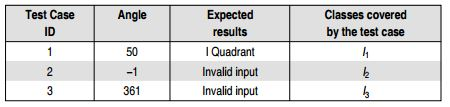 Test Case ID Angle Expected results Classes covered by the test case
1 50 I Quadrant I₁
2 –1 Invalid input I₂
3 361 Invalid input I₃